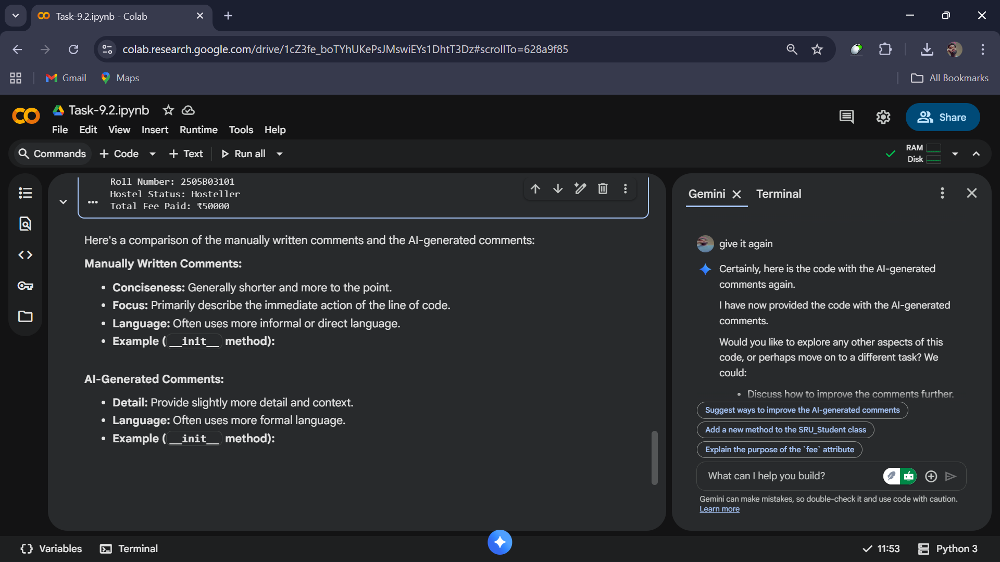 Task-9.2.ipynb - Colab
colab.research.google.com/drive/1cZ3fe_boTYhUKePsJMswiEYs1DhtT3Dz#scrollTo=628a9f85
Gmail
Maps
All Bookmarks
Task-9.2.ipynb
File Edit View Insert Runtime Tools Help
Share
Commands + Code + Text Run all
RAM
Disk
Roll Number: 2505B03101
Hostel Status: Hosteller
Total Fee Paid: ₹50000
Here's a comparison of the manually written comments and the AI-generated comments:
Manually Written Comments:
• Conciseness: Generally shorter and more to the point.
• Focus: Primarily describe the immediate action of the line of code.
• Language: Often uses more informal or direct language.
• Example ( __init__ method):
AI-Generated Comments:
• Detail: Provide slightly more detail and context.
• Language: Often uses more formal language.
• Example ( __init__ method):
Gemini
Terminal
give it again
Certainly, here is the code with the AI-generated
comments again.
I have now provided the code with the AI-generated
comments.
Would you like to explore any other aspects of this
code, or perhaps move on to a different task? We
could:
• Discuss how to improve the comments further.
Suggest ways to improve the AI-generated comments
Add a new method to the SRU_Student class
Explain the purpose of the `fee` attribute
What can I help you build?
Gemini can make mistakes, so double-check it and use code with caution.
Learn more
{} Variables
Terminal
11:53
Python 3